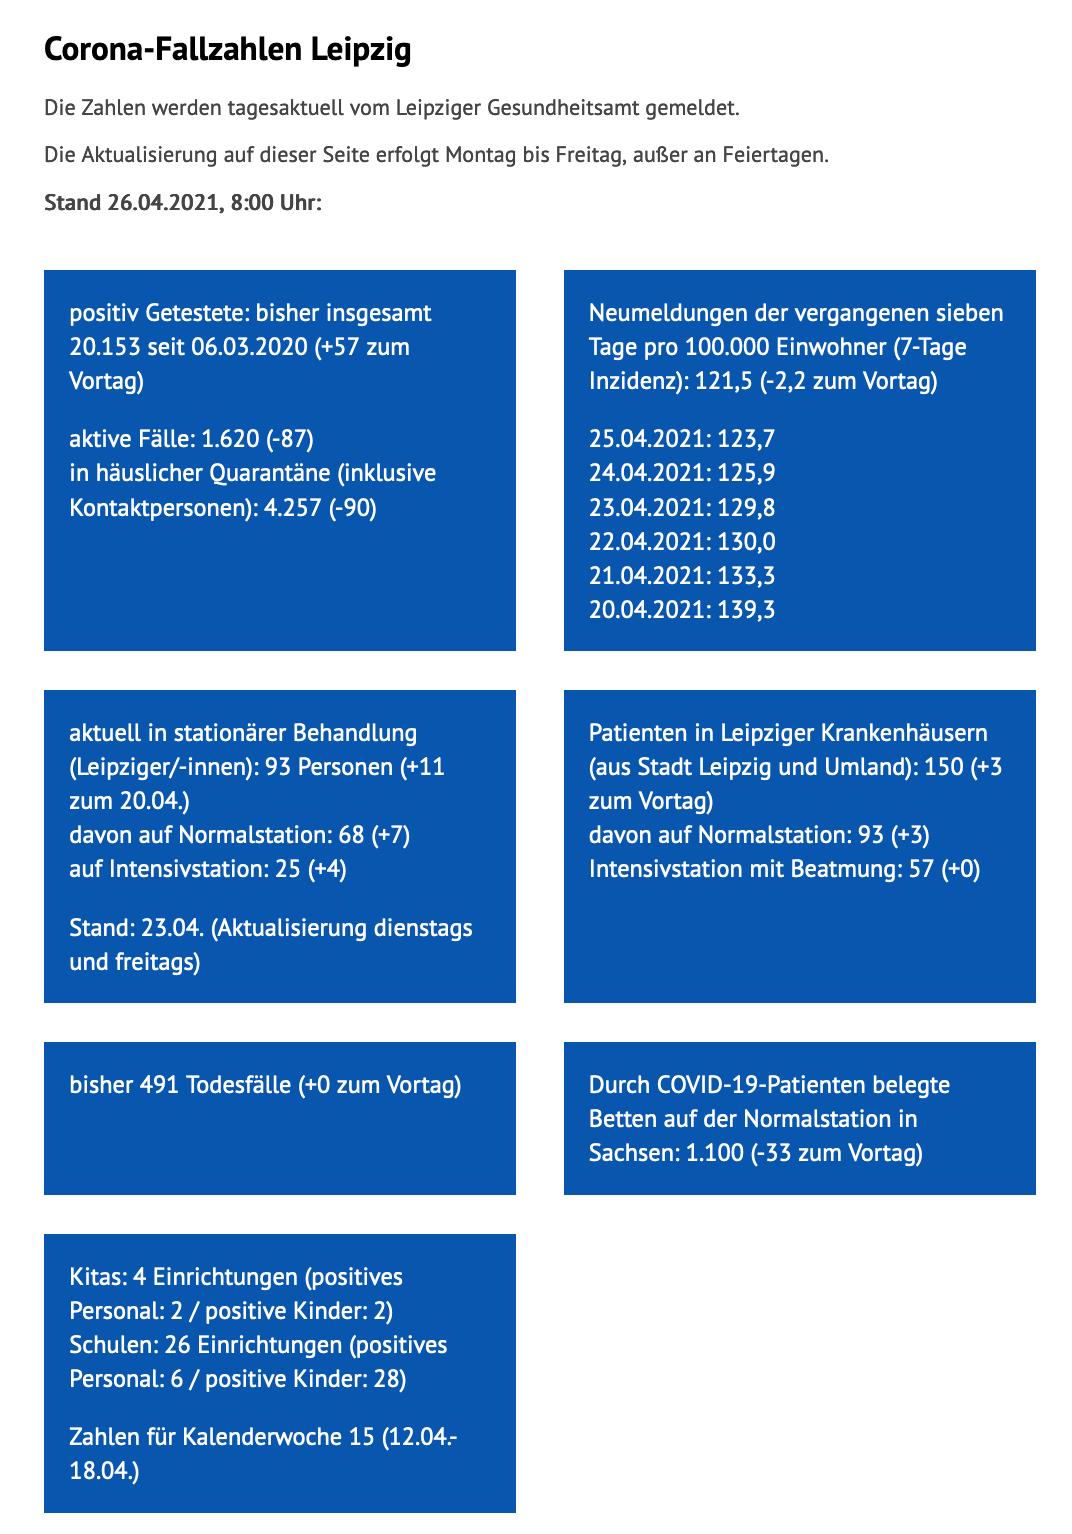 Corona-Fallzahlen Leipzig
Die Zahlen werden tagesaktuell vom Leipziger Gesundheitsamt gemeldet.
Die Aktualisierung auf dieser Seite erfolgt Montag bis Freitag, außer an Feiertagen.
Stand 26.04.2021, 8:00 Uhr:
positiv Getestete: bisher insgesamt
20.153 seit 06.03.2020 (+57 zum
Vortag)
aktive Fälle: 1.620 (-87)
in häuslicher Quarantäne (inklusive
Kontaktpersonen): 4.257 (-90)
Neumeldungen der vergangenen sieben
Tage pro 100.000 Einwohner (7-Tage
Inzidenz): 121,5 (-2,2 zum Vortag)
25.04.2021: 123,7
24.04.2021: 125,9
23.04.2021: 129,8
22.04.2021: 130,0
21.04.2021: 133,3
20.04.2021: 139,3
aktuell in stationärer Behandlung
(Leipziger/-innen): 93 Personen (+11
zum 20.04.)
davon auf Normalstation: 68 (+7)
auf Intensivstation: 25 (+4)
Stand: 23.04. (Aktualisierung dienstags
und freitags)
Patienten in Leipziger Krankenhäusern
(aus Stadt Leipzig und Umland): 150 (+3
zum Vortag)
davon auf Normalstation: 93 (+3)
Intensivstation mit Beatmung: 57 (+0)
bisher 491 Todesfälle (+0 zum Vortag)
Durch COVID-19-Patienten belegte
Betten auf der Normalstation in
Sachsen: 1.100 (-33 zum Vortag)
Kitas: 4 Einrichtungen (positives
Personal: 2 / positive Kinder: 2)
Schulen: 26 Einrichtungen (positives
Personal: 6 / positive Kinder: 28)
Zahlen für Kalenderwoche 15 (12.04.-
18.04.)